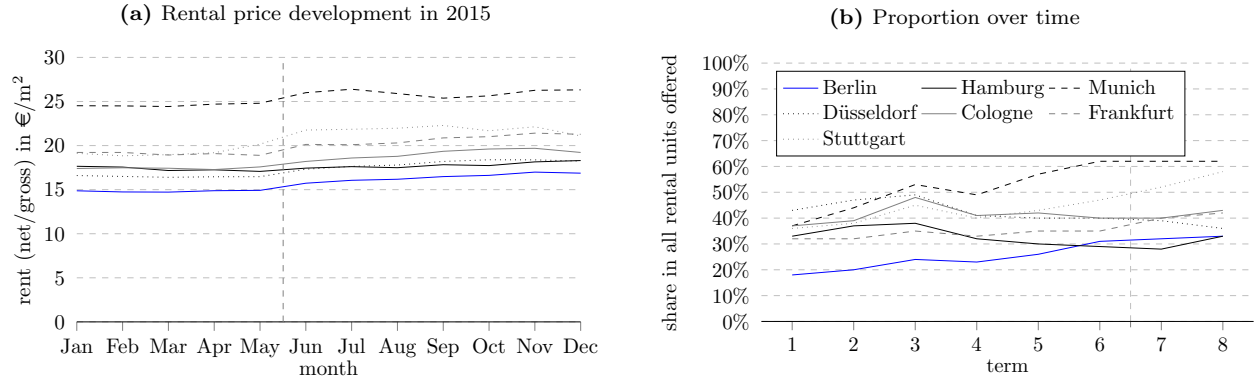 (a) Rental price development in 2015
30
25
20
15
10
5
0
rent (net/gross) in €/m²
Jan Feb Mar Apr May Jun Jul Aug Sep Oct Nov Dec
month
(b) Proportion over time
100%
90%
80%
70%
60%
50%
40%
30%
20%
10%
0%
share in all rental units offered
Berlin Hamburg Munich
Düsseldorf Cologne Frankfurt
Stuttgart
1 2 3 4 5 6 7 8
term